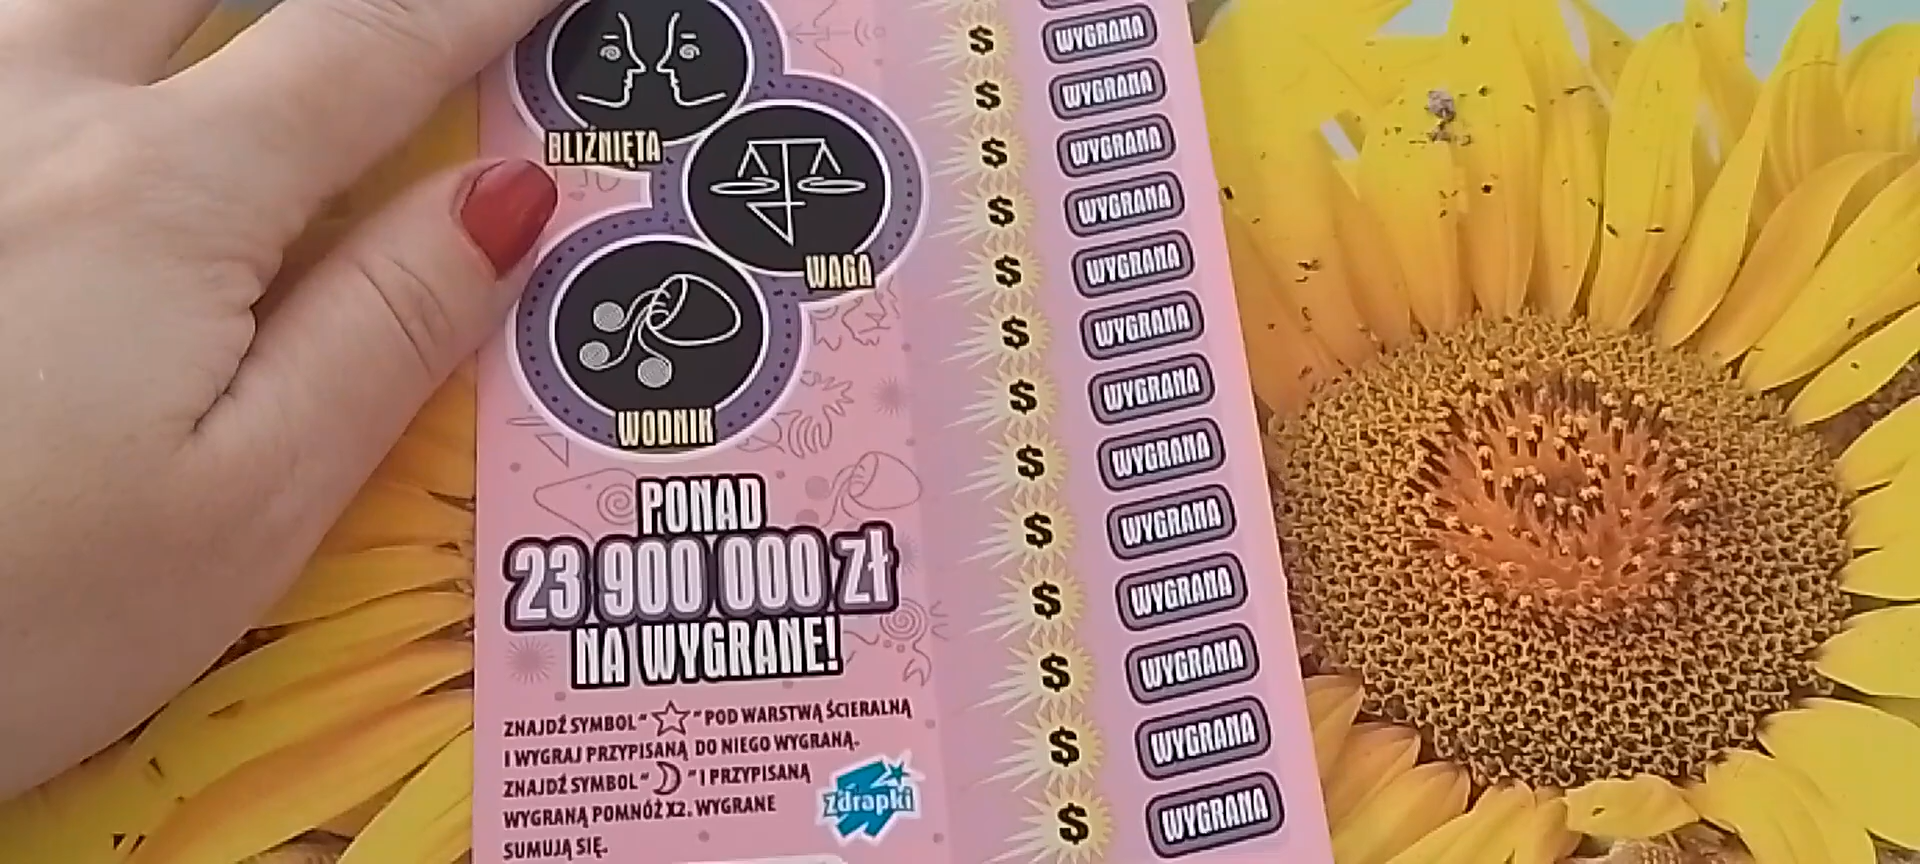 BLIŹNIĘTA
WAGA
WODNIK
PONAD
23 900 000 zł
NA WYGRANE!
ZNAJDŹ SYMBOL "☆" POD WARSTWĄ ŚCIERALNĄ
I WYGRAJ PRZYPISANĄ DO NIEGO WYGRANĄ.
ZNAJDŹ SYMBOL "☽" I PRZYPISANĄ
WYGRANĄ POMNÓŻ X2. WYGRANE
SUMUJĄ SIĘ.
Zdrapki
$ WYGRANA
$ WYGRANA
$ WYGRANA
$ WYGRANA
$ WYGRANA
$ WYGRANA
$ WYGRANA
$ WYGRANA
$ WYGRANA
$ WYGRANA
$ WYGRANA
$ WYGRANA
$ WYGRANA